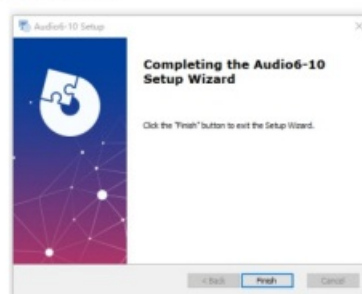 Audio6-10 Setup
Completing the Audio6-10
Setup Wizard
Click the "Finish" button to exit the Setup Wizard.
< Back
Finish
Cancel